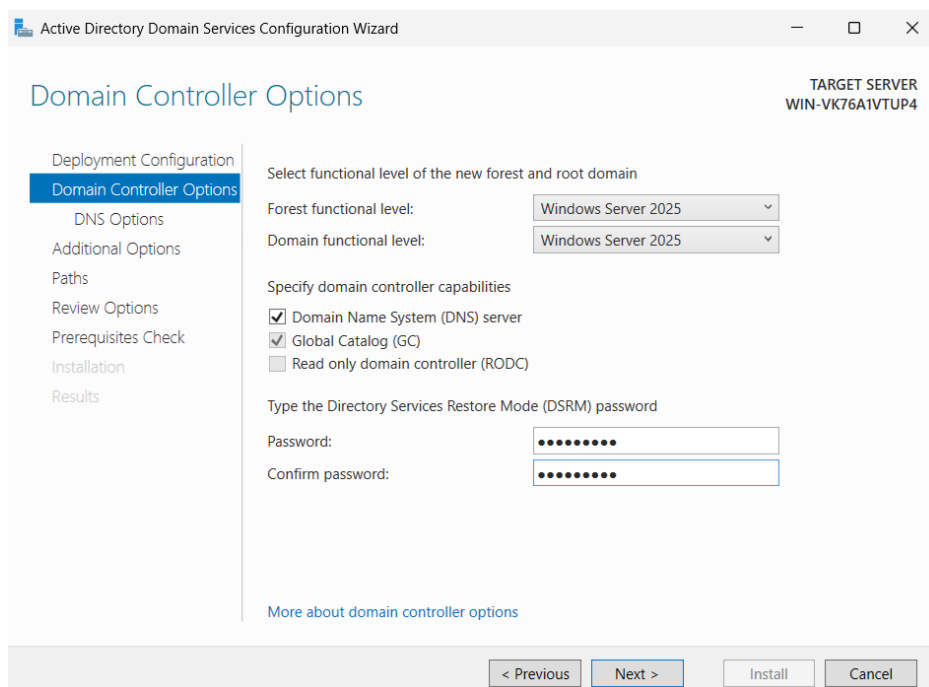 Active Directory Domain Services Configuration Wizard
Domain Controller Options
TARGET SERVER
WIN-VK76A1VTUP4
Deployment Configuration
Domain Controller Options
DNS Options
Additional Options
Paths
Review Options
Prerequisites Check
Installation
Results
Select functional level of the new forest and root domain
Forest functional level: Windows Server 2025
Domain functional level: Windows Server 2025
Specify domain controller capabilities
Domain Name System (DNS) server
Global Catalog (GC)
Read only domain controller (RODC)
Type the Directory Services Restore Mode (DSRM) password
Password: •••••••••
Confirm password: •••••••••
More about domain controller options
< Previous Next > Install Cancel